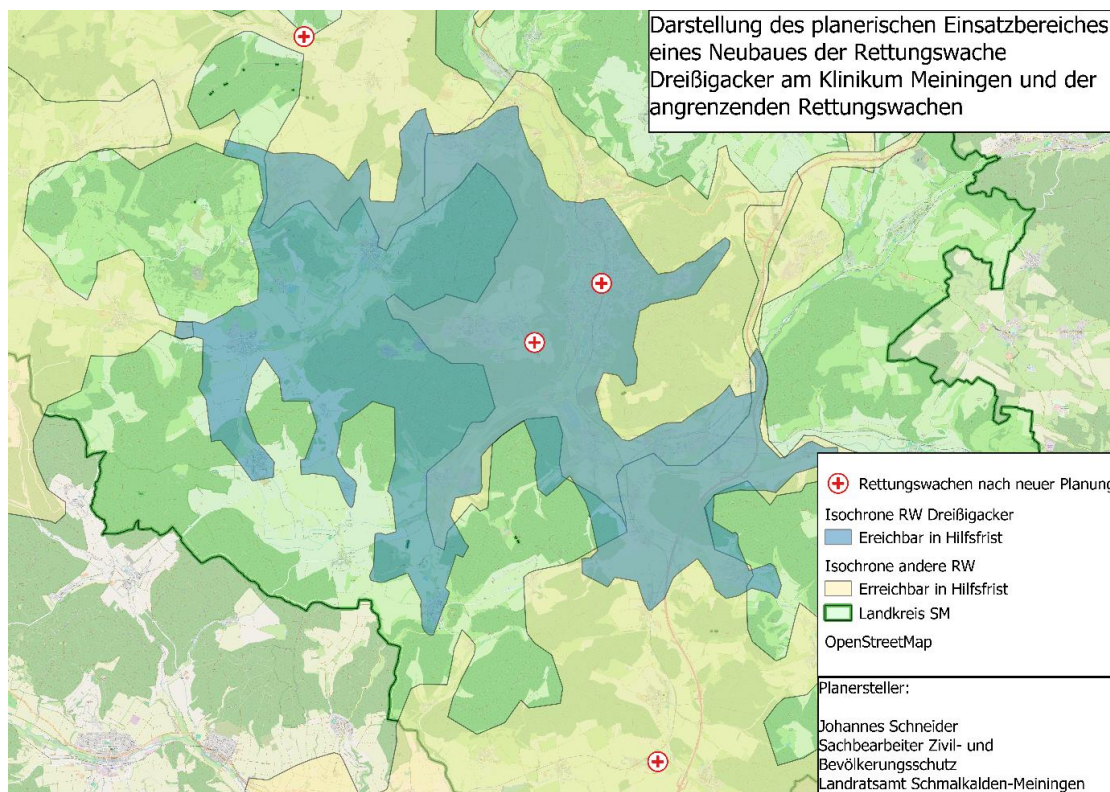 Darstellung des planerischen Einsatzbereiches
eines Neubaues der Rettungswache
Dreißigacker am Klinikum Meiningen und der
angrenzenden Rettungswachen
Rettungswachen nach neuer Planung
Isochrone RW Dreißigacker
Ereichbar in Hilfsfrist
Isochrone andere RW
Erreichbar in Hilfsfrist
Landkreis SM
OpenStreetMap
Planersteller:
Johannes Schneider
Sachbearbeiter Zivil- und
Bevölkerungsschutz
Landratsamt Schmalkalden-Meiningen